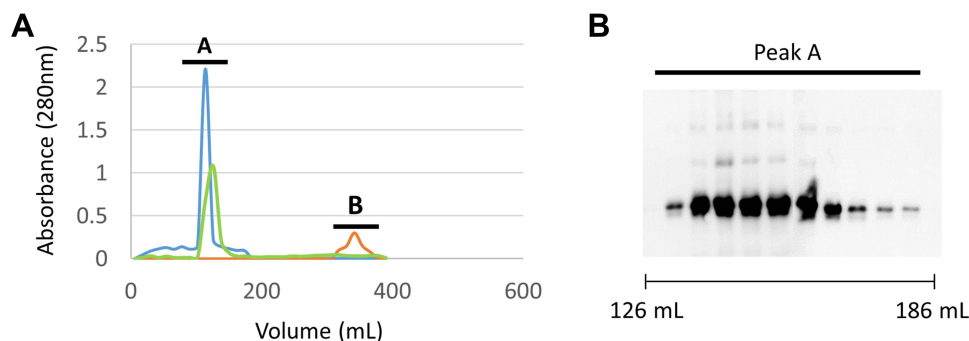 A
Absorbance (280nm)
2.5
2
1.5
1
0.5
0
A
B
0
200
400
600
Volume (mL)
B
Peak A
126 mL
186 mL